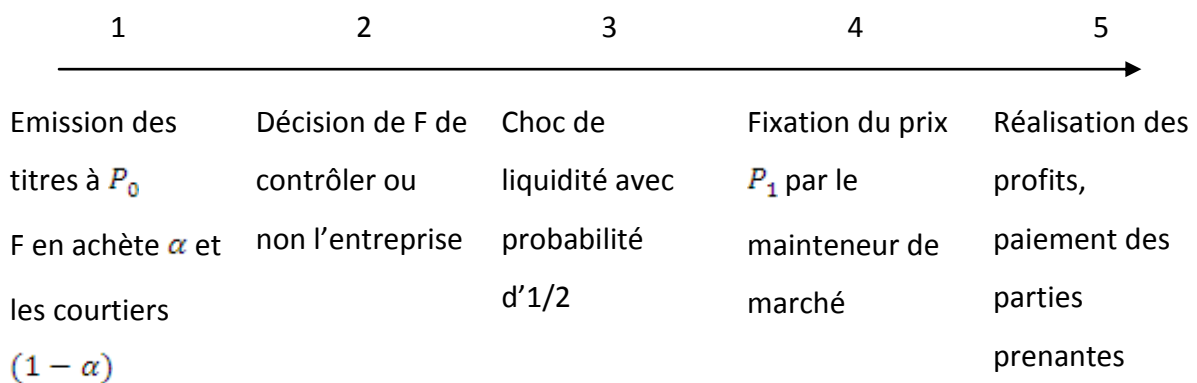 1 2 3 4 5
Emission des
titres à P₀
F en achète α et
les courtiers
(1 − α)
Décision de F de
contrôler ou
non l’entreprise
Choc de
liquidité avec
probabilité
d’1/2
Fixation du prix
P₁ par le
mainteneur de
marché
Réalisation des
profits,
paiement des
parties
prenantes